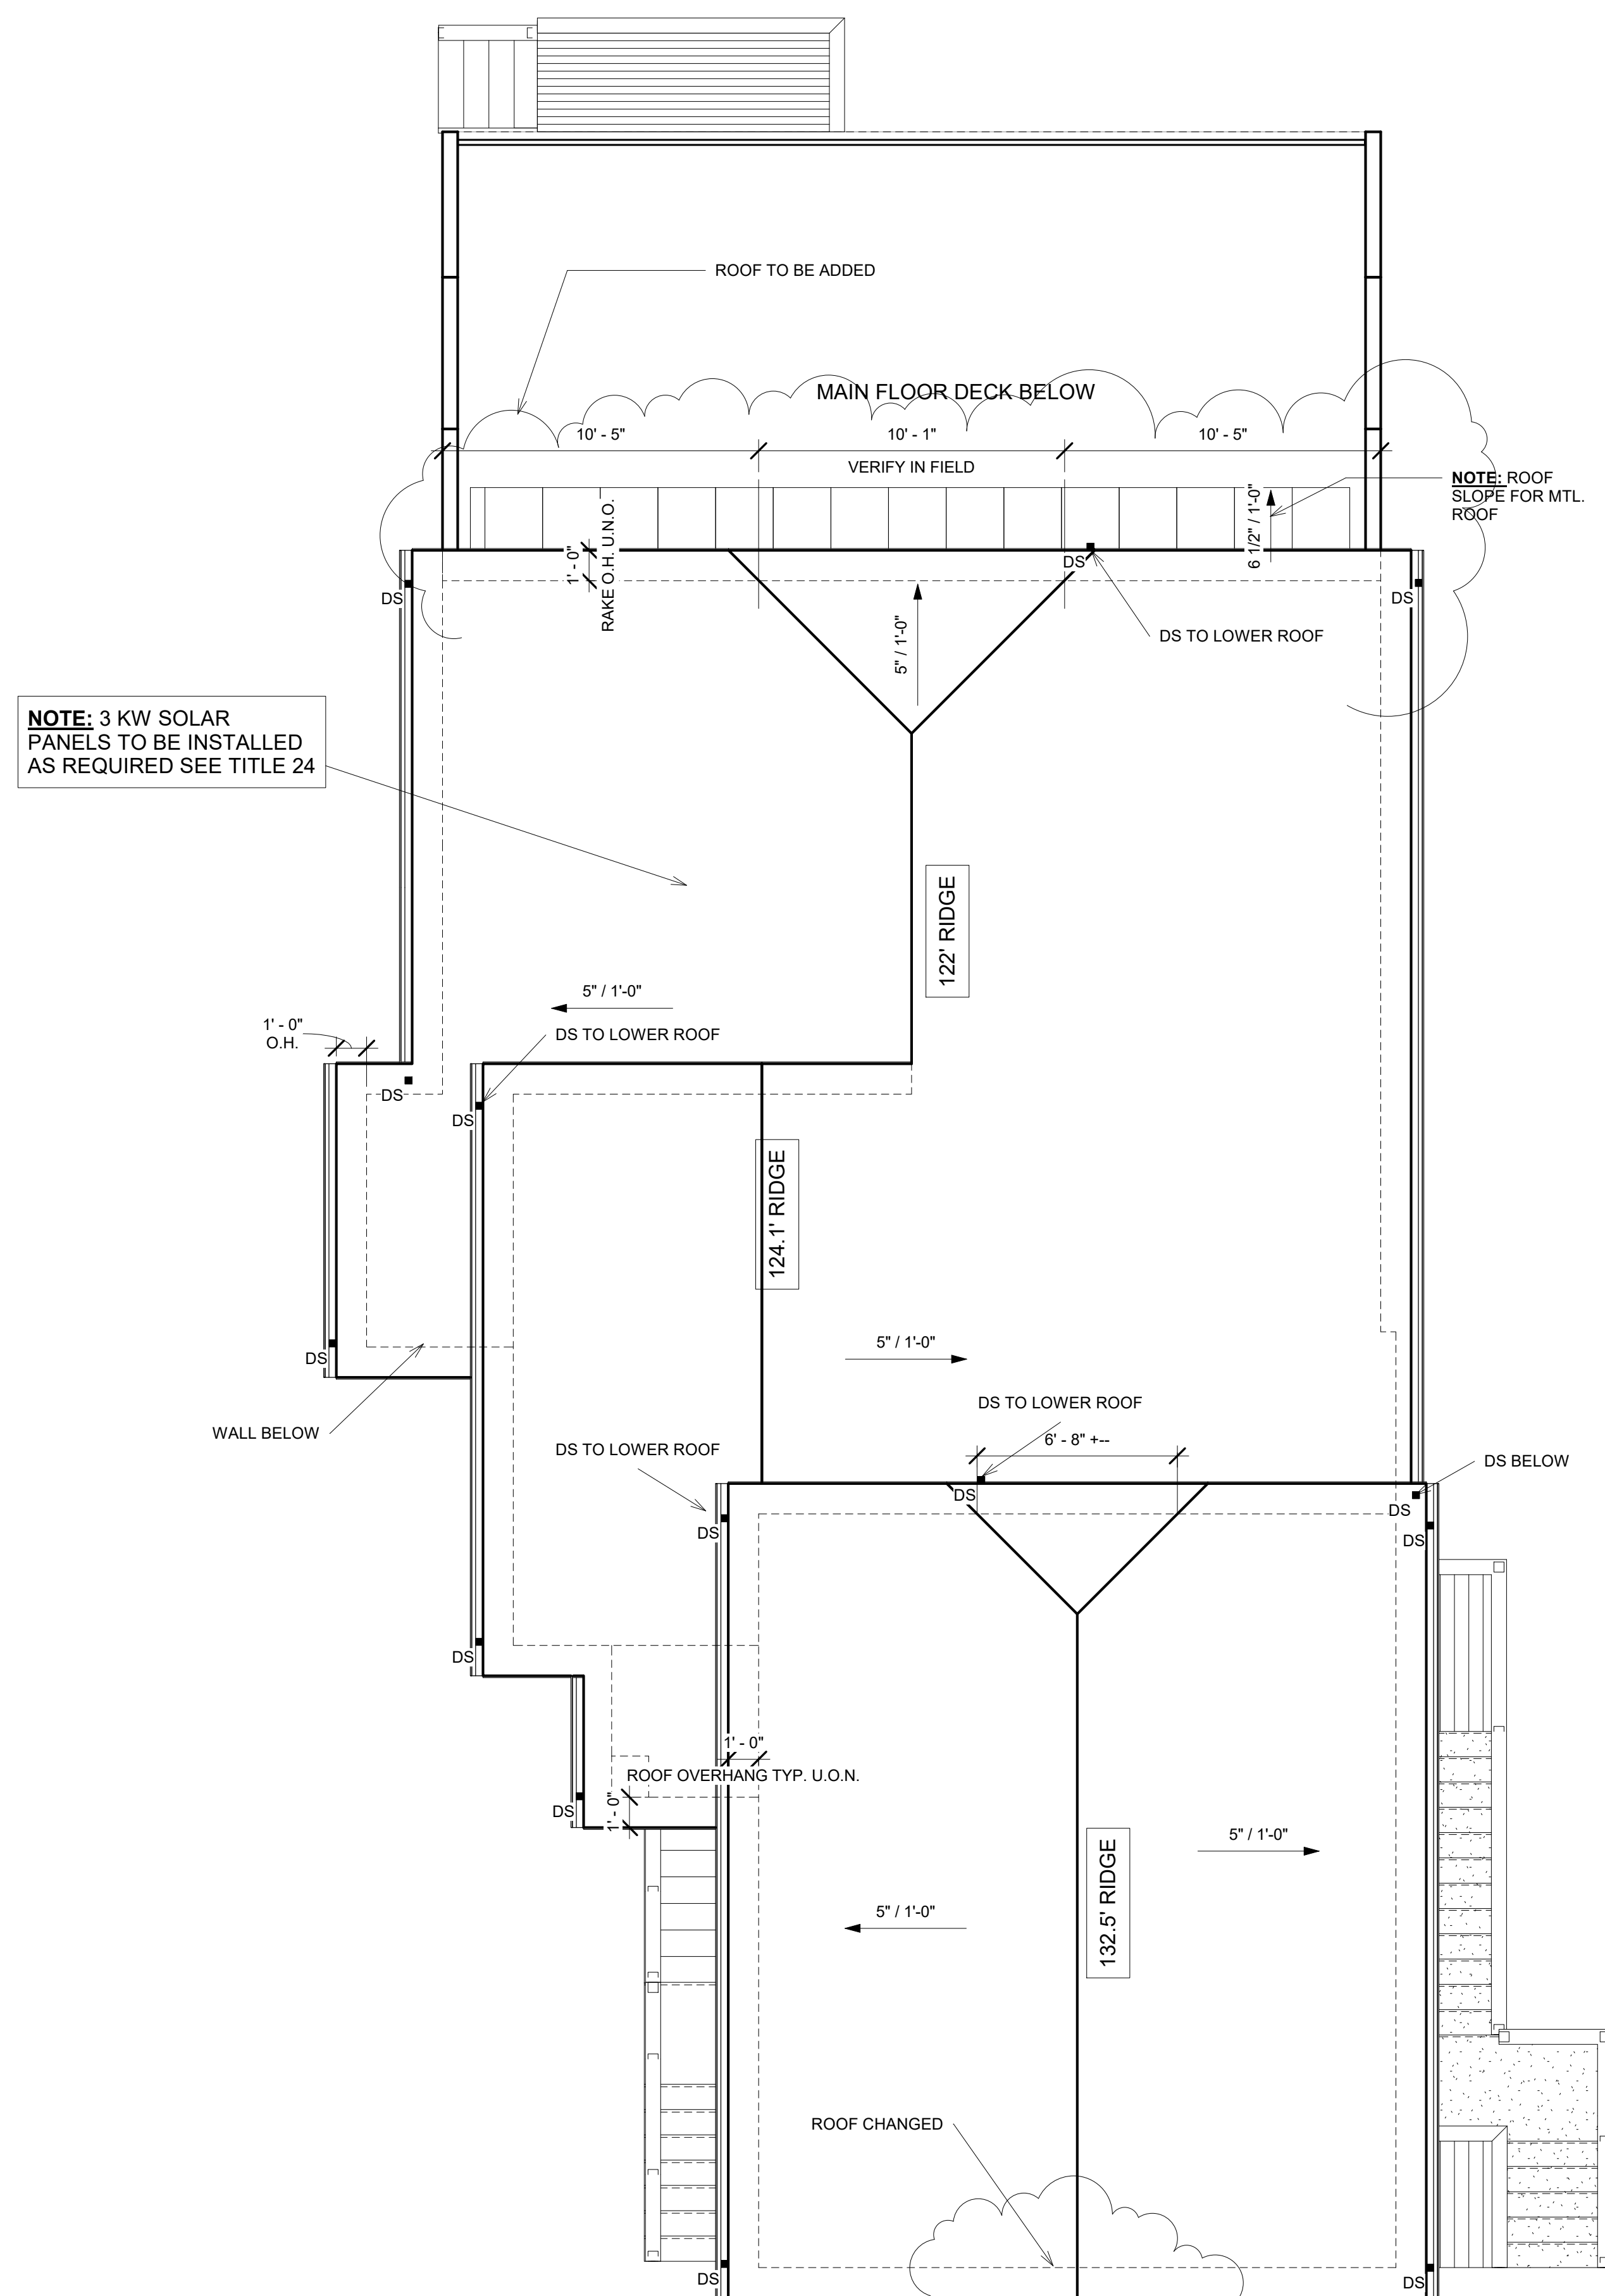 ROOF TO BE ADDED
MAIN FLOOR DECK BELOW
10' - 5"
10' - 1"
10' - 5"
VERIFY IN FIELD
NOTE: ROOF
SLOPE FOR MTL.
ROOF
6 1/2" / 1'-0"
1' - 0"
RAKE O.H. U.N.O.
DS
DS
DS
DS TO LOWER ROOF
5" / 1'-0"
NOTE: 3 KW SOLAR
PANELS TO BE INSTALLED
AS REQUIRED SEE TITLE 24
122' RIDGE
5" / 1'-0"
1' - 0"
O.H.
DS TO LOWER ROOF
DS
DS
124.1' RIDGE
5" / 1'-0"
DS
DS TO LOWER ROOF
6' - 8" +--
WALL BELOW
DS TO LOWER ROOF
DS BELOW
DS
DS
DS
DS
DS
1' - 0"
ROOF OVERHANG TYP. U.O.N.
1' - 0"
DS
5" / 1'-0"
132.5' RIDGE
5" / 1'-0"
ROOF CHANGED
DS
DS